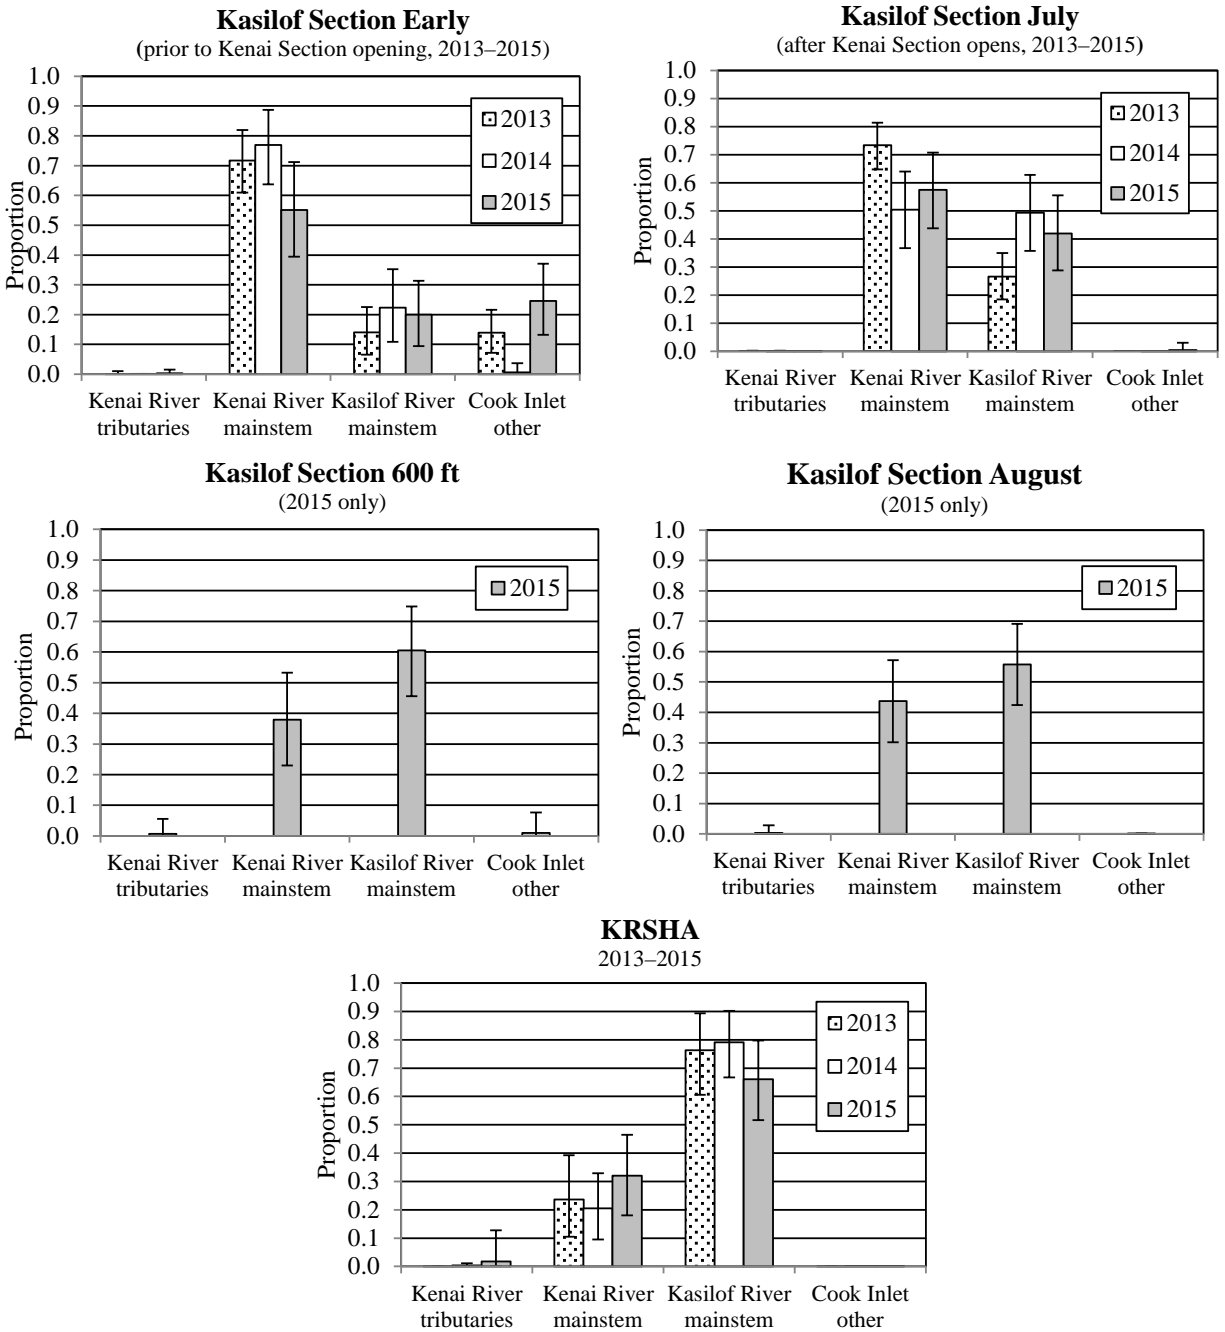 Kasilof Section Early
(prior to Kenai Section opening, 2013–2015)
1.0
0.9
0.8
0.7
0.6
0.5
0.4
0.3
0.2
0.1
0.0
Proportion
2013
2014
2015
Kenai River Kenai River Kasilof River Cook Inlet
tributaries mainstem mainstem other
Kasilof Section July
(after Kenai Section opens, 2013–2015)
1.0
0.9
0.8
0.7
0.6
0.5
0.4
0.3
0.2
0.1
0.0
Proportion
2013
2014
2015
Kenai River Kenai River Kasilof River Cook Inlet
tributaries mainstem mainstem other
Kasilof Section 600 ft
(2015 only)
1.0
0.9
0.8
0.7
0.6
0.5
0.4
0.3
0.2
0.1
0.0
Proportion
2015
Kenai River Kenai River Kasilof River Cook Inlet
tributaries mainstem mainstem other
Kasilof Section August
(2015 only)
1.0
0.9
0.8
0.7
0.6
0.5
0.4
0.3
0.2
0.1
0.0
Proportion
2015
Kenai River Kenai River Kasilof River Cook Inlet
tributaries mainstem mainstem other
KRSHA
2013–2015
1.0
0.9
0.8
0.7
0.6
0.5
0.4
0.3
0.2
0.1
0.0
Proportion
2013
2014
2015
Kenai River Kenai River Kasilof River Cook Inlet
tributaries mainstem mainstem other